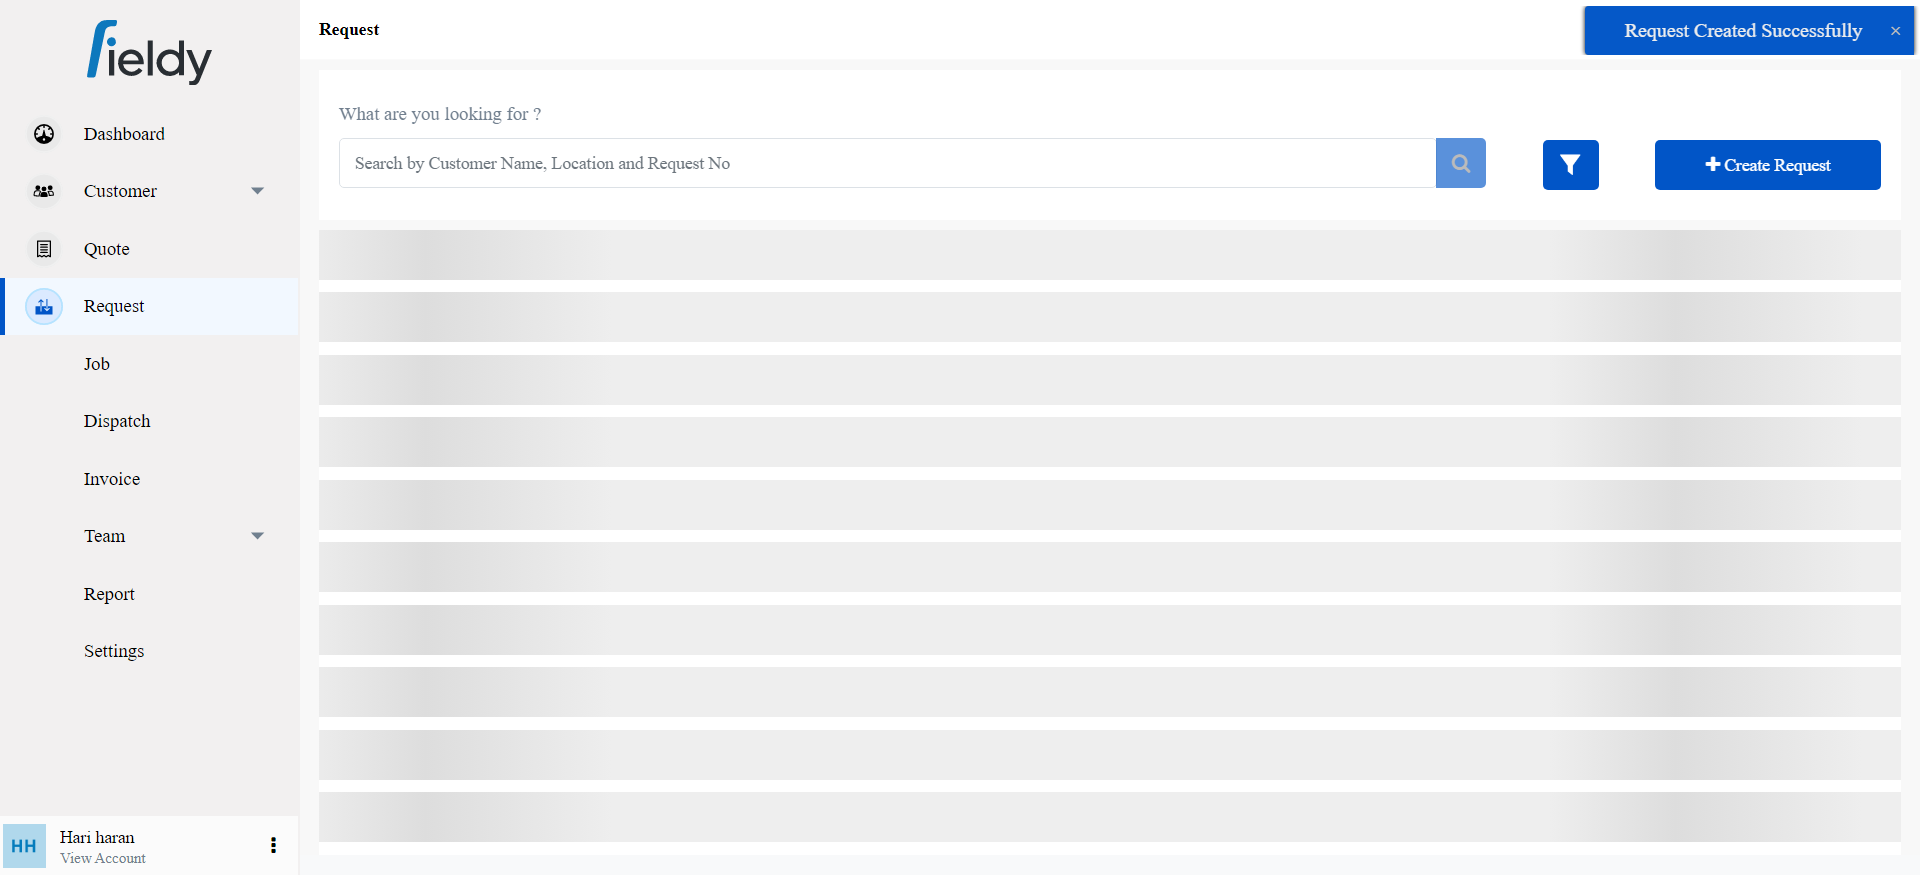 fieldy
Dashboard
Customer
Quote
Request
Job
Dispatch
Invoice
Team
Report
Settings
HH
Hari haran
View Account
Request
Request Created Successfully ×
What are you looking for ?
Search by Customer Name, Location and Request No
Create Request